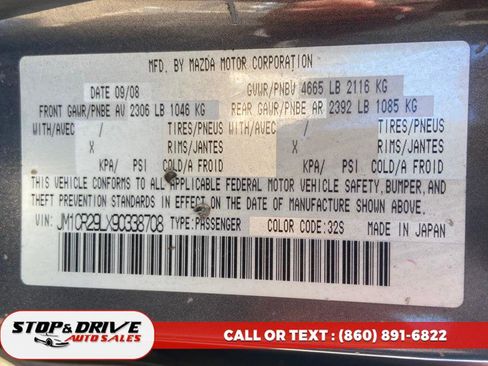 MFD. BY MAZDA MOTOR CORPORATION
DATE 09/08 GVWR/PNBV 4665 LB 2116 KG
FRONT GAWR/PNBE AV 2306 LB 1046 KG REAR GAWR/PNBE AR 2392 LB 1085 KG
WITH/AVEC / TIRES/PNEUS WITH/AVEC / TIRES/PNEUS
X RIMS/JANTES X RIMS/JANTES
KPA/ PSI COLD/A FROID KPA/ PSI COLD/A FROID
THIS VEHICLE CONFORMS TO ALL APPLICABLE FEDERAL MOTOR VEHICLE SAFETY, BUMPER, AND
THEFT PREVENTION STANDARDS IN EFFECT ON THE DATE OF MANUFACTURE SHOWN ABOVE.
VIN: JM1CR29LX90338708 TYPE:PASSENGER COLOR CODE: 32S MADE IN JAPAN
STOP&DRIVE
AUTO SALES
CALL OR TEXT : (860) 891-6822